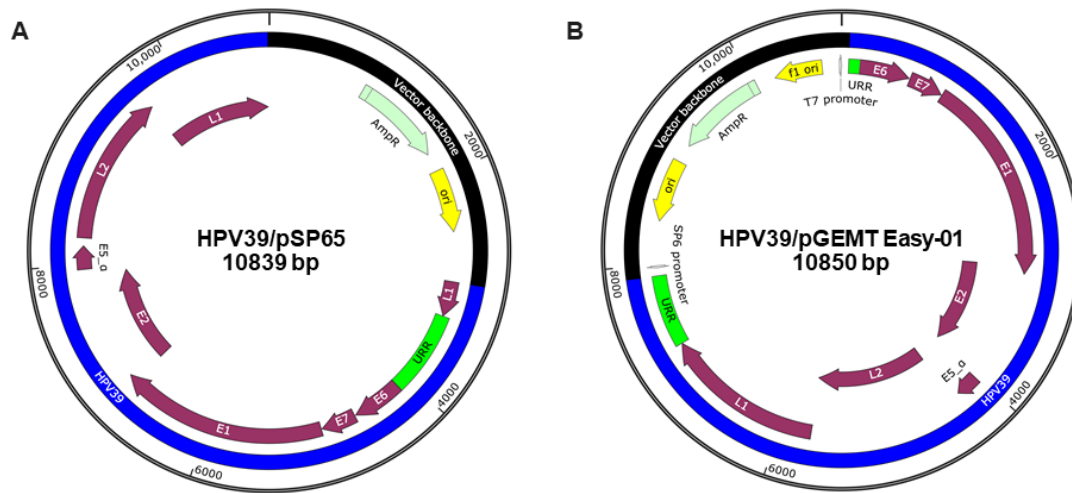 A
10,000
2000
4000
6000
8000
Vector backbone
HPV39
AmpR
ori
L1
URR
E6
E7
E1
E2
E5_α
L2
L1
HPV39/pSP65
10839 bp
B
10,000
2000
4000
6000
8000
Vector backbone
HPV39
f1 ori
T7 promoter
URR
E6
E7
E1
E2
E5_α
L2
L1
URR
SP6 promoter
ori
AmpR
HPV39/pGEMT Easy-01
10850 bp